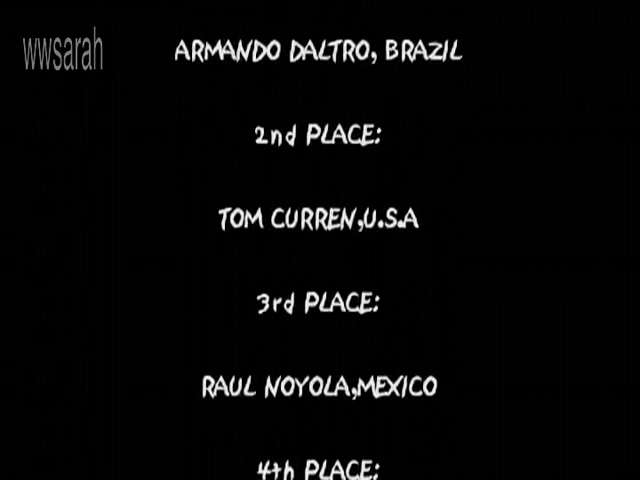 wwsarah
ARMANDO DALTRO, BRAZIL
2nd PLACE:
TOM CURREN,U.S.A
3rd PLACE:
RAUL NOYOLA,MEXICO
4th PLACE: